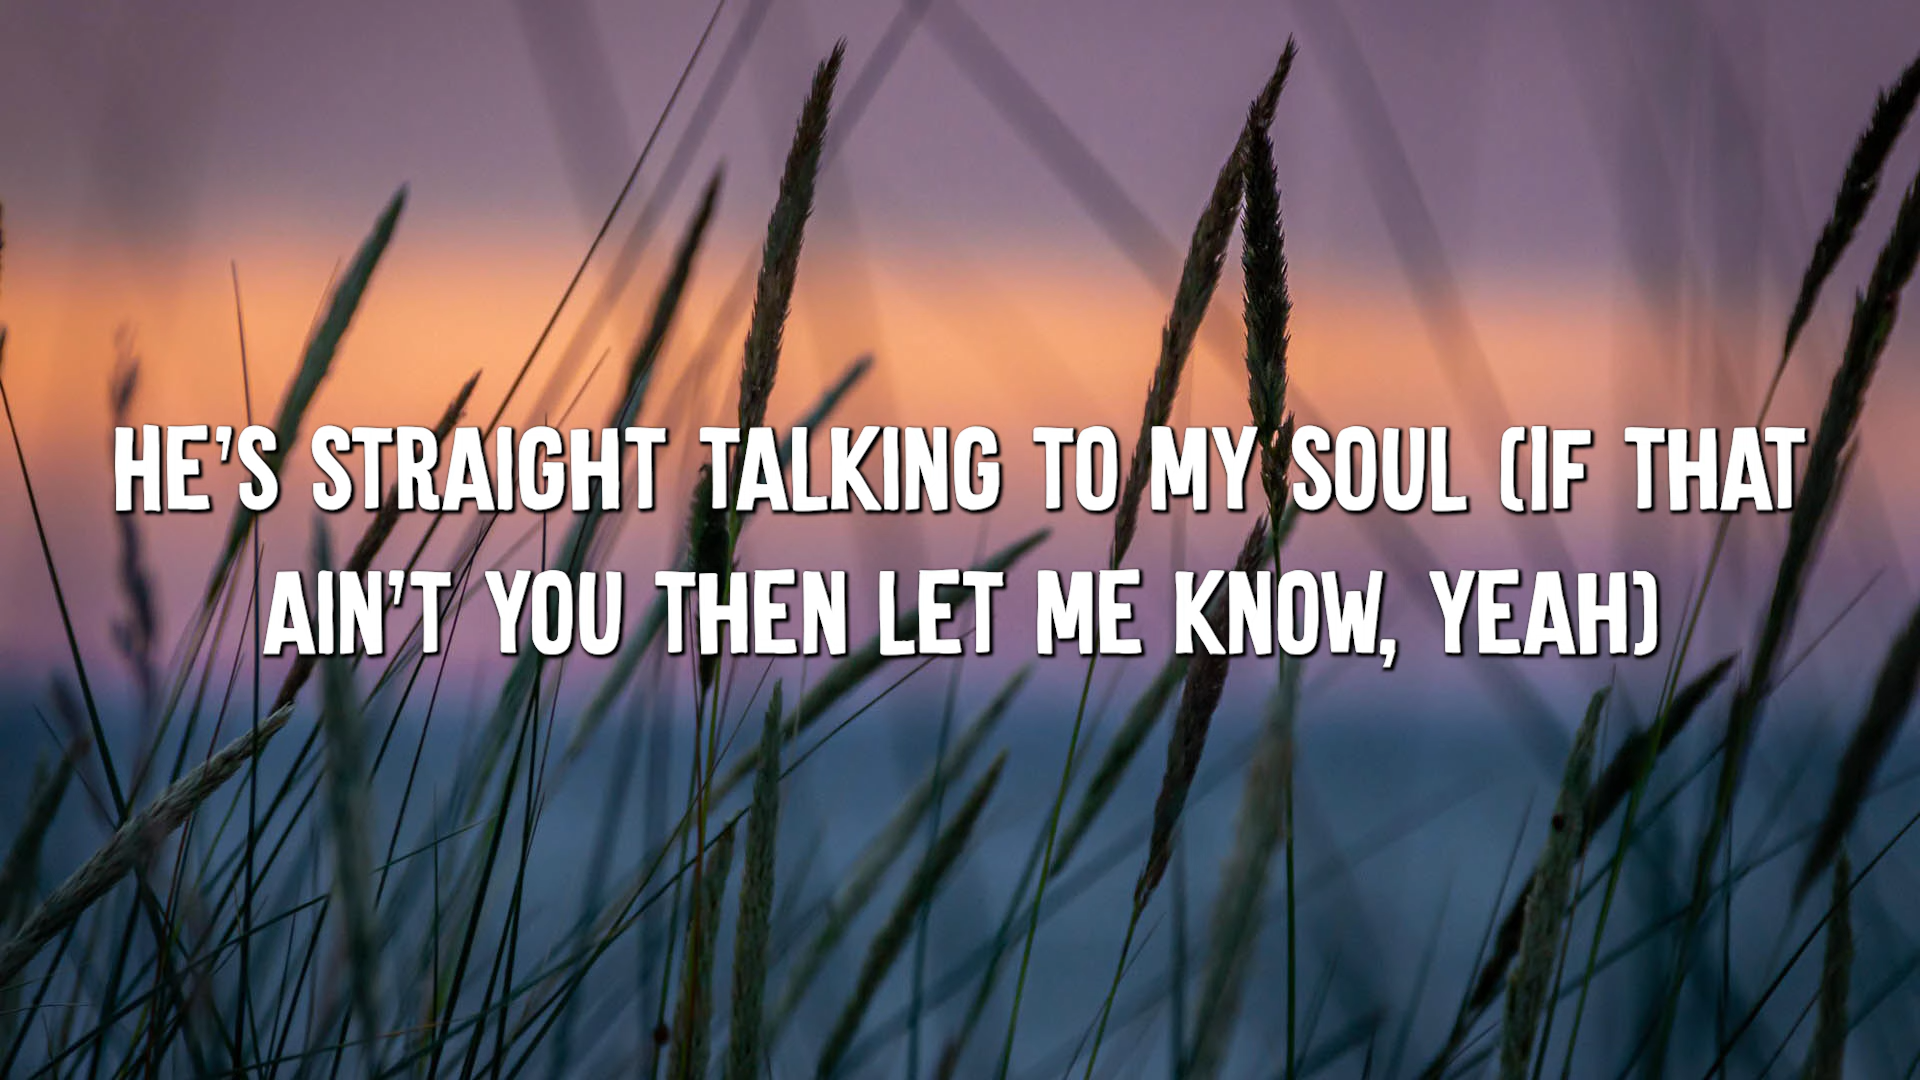 HE'S STRAIGHT TALKING TO MY SOUL (IF THAT
AIN'T YOU THEN LET ME KNOW, YEAH)